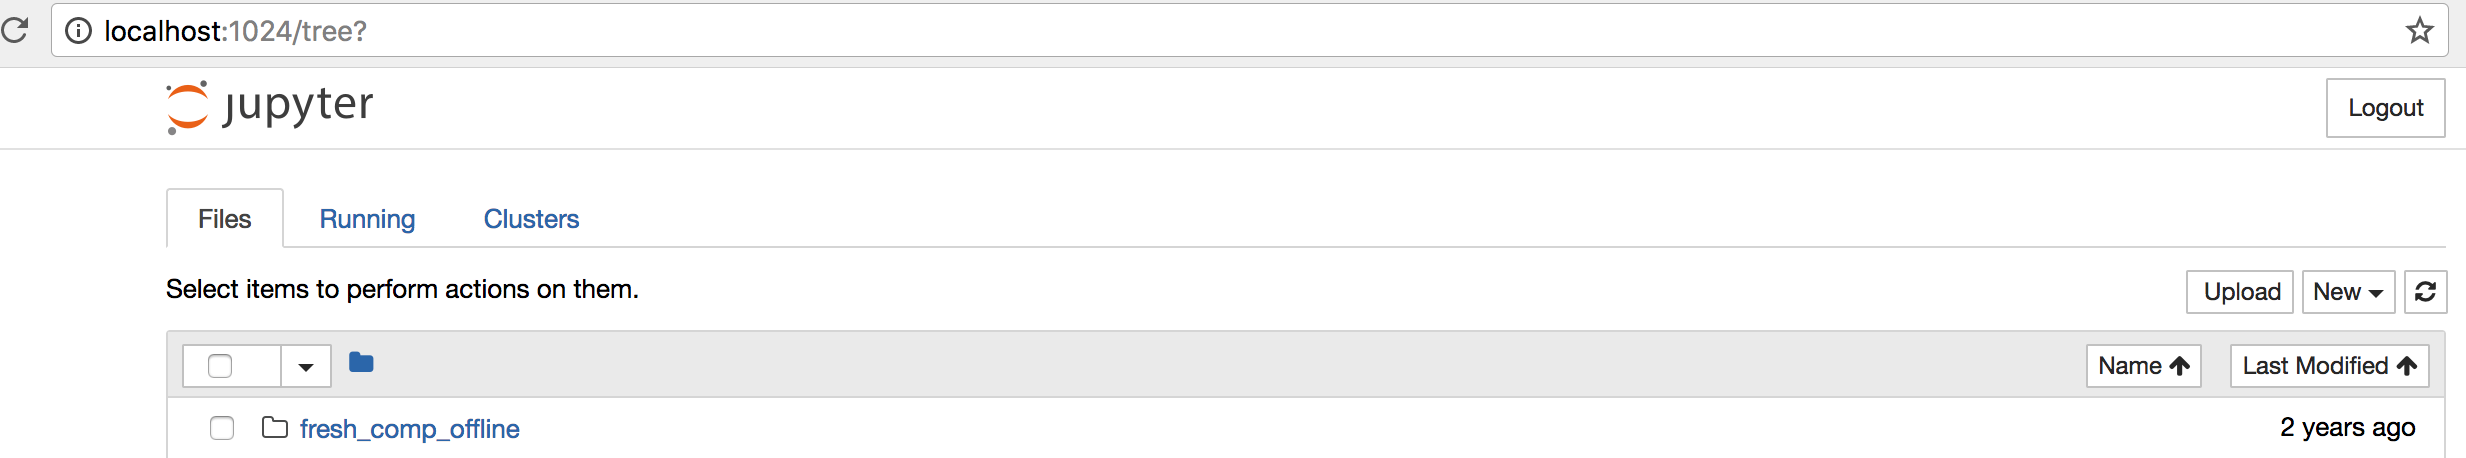 localhost:1024/tree?
jupyter
Logout
Files Running Clusters
Select items to perform actions on them.
Upload New
Name Last Modified
fresh_comp_offline 2 years ago